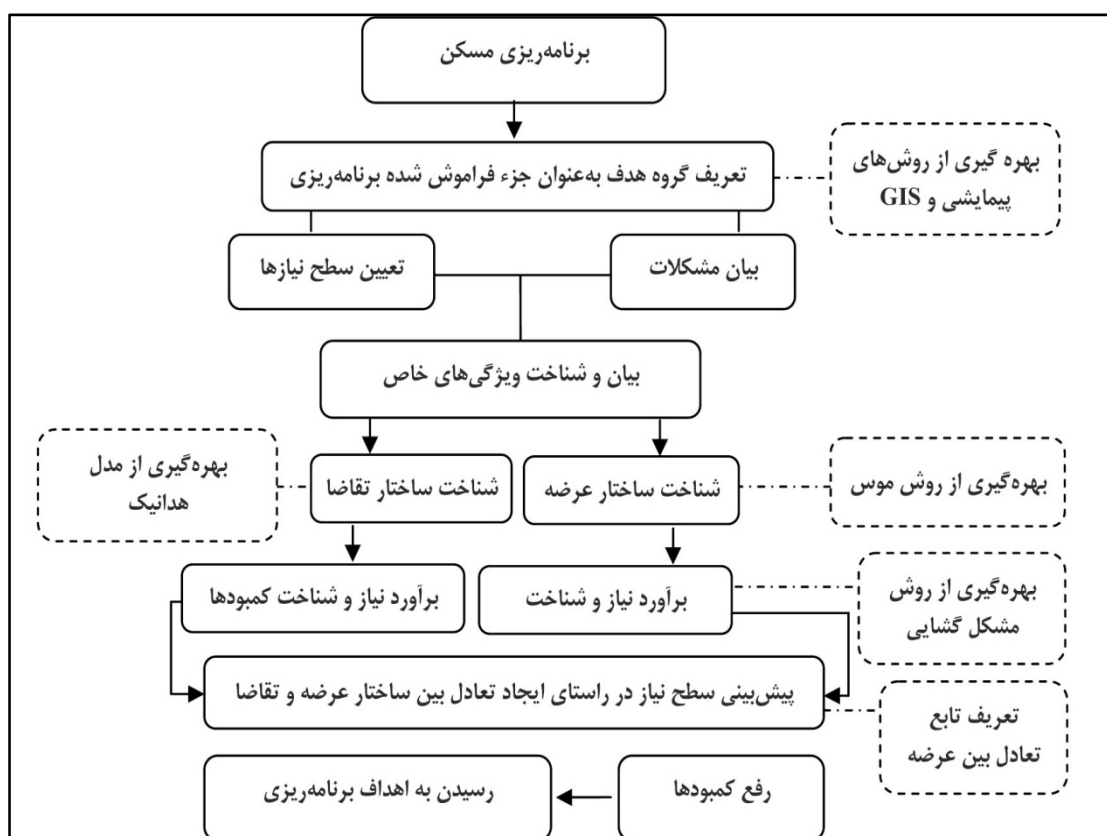 برنامه‌ریزی مسکن
تعریف گروه هدف به‌عنوان جزء فراموش شده برنامه‌ریزی
بهره گیری از روش‌های
پیمایشی و GIS
بیان مشکلات
تعیین سطح نیازها
بیان و شناخت ویژگی‌های خاص
بهره‌گیری از روش موس
شناخت ساختار عرضه
شناخت ساختار تقاضا
بهره‌گیری از مدل
هدانیک
بهره‌گیری از روش
مشکل گشایی
برآورد نیاز و شناخت
برآورد نیاز و شناخت کمبودها
پیش‌بینی سطح نیاز در راستای ایجاد تعادل بین ساختار عرضه و تقاضا
تعریف تابع
تعادل بین عرضه
رفع کمبودها
رسیدن به اهداف برنامه‌ریزی